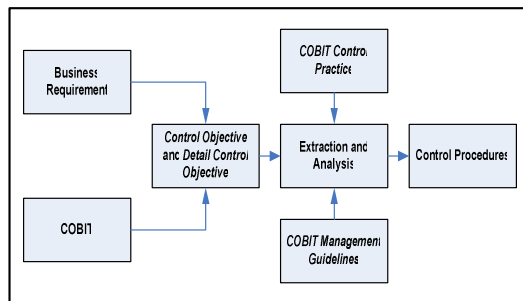 Business
Requirement
COBIT Control
Practice
Control Objective
and Detail Control
Objective
Extraction and
Analysis
Control Procedures
COBIT
COBIT Management
Guidelines